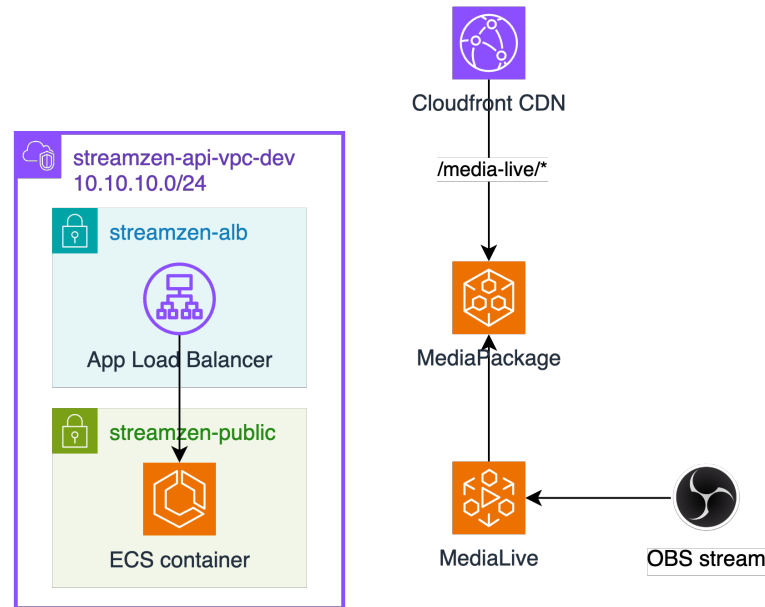 Cloudfront CDN
/media-live/*
streamzen-api-vpc-dev
10.10.10.0/24
streamzen-alb
App Load Balancer
MediaPackage
streamzen-public
ECS container
MediaLive
OBS stream